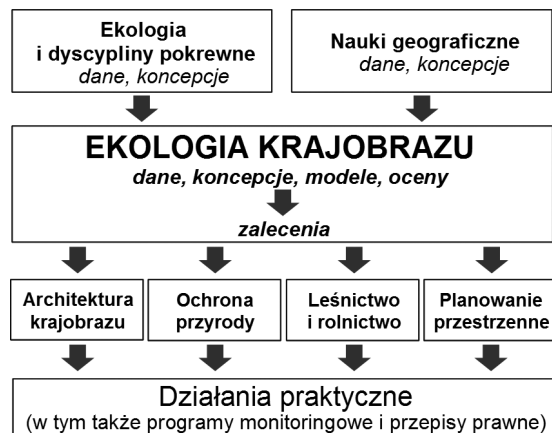 Ekologia
i dyscypliny pokrewne
dane, koncepcje
Nauki geograficzne
dane, koncepcje
EKOLOGIA KRAJOBRAZU
dane, koncepcje, modele, oceny
zalecenia
Architektura
krajobrazu
Ochrona
przyrody
Leśnictwo
i rolnictwo
Planowanie
przestrzenne
Działania praktyczne
(w tym także programy monitoringowe i przepisy prawne)